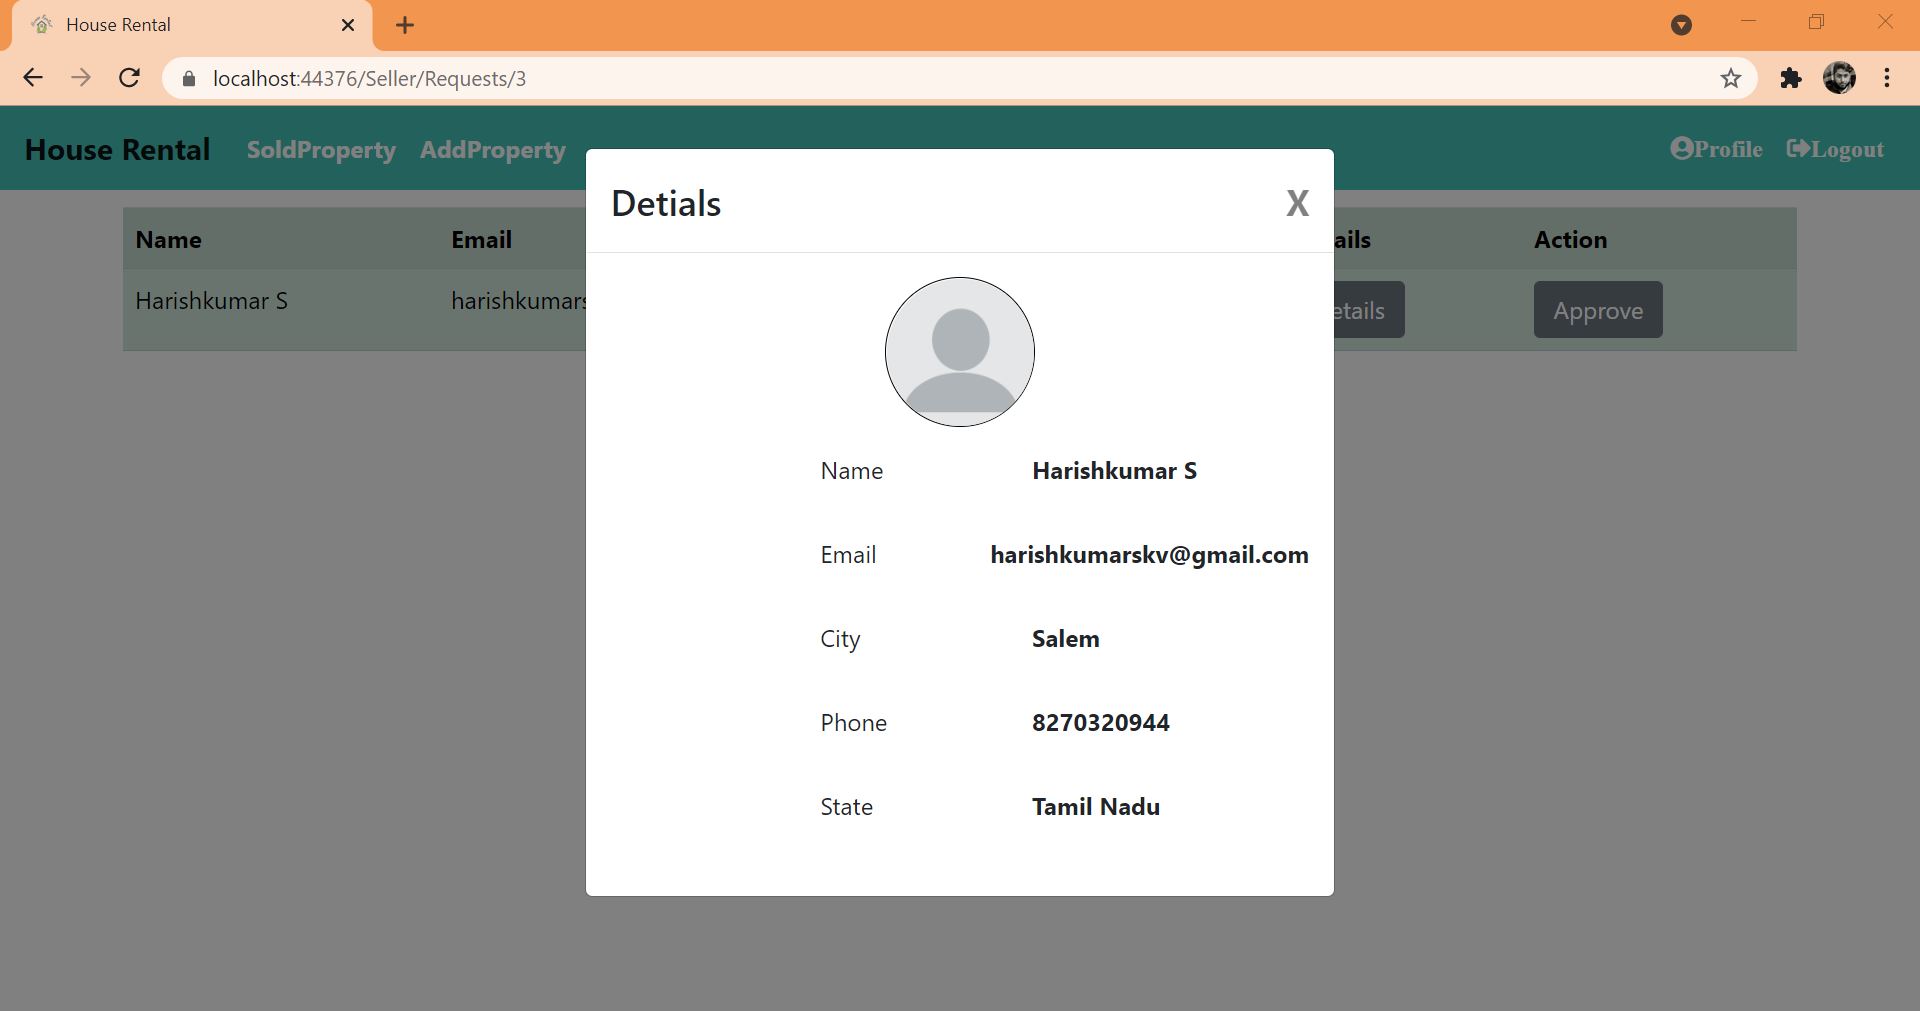 House Rental
localhost:44376/Seller/Requests/3
House Rental SoldProperty AddProperty Profile Logout
Detials X
Name Email ails Action
Harishkumar S harishkumars etails Approve
Name Harishkumar S
Email harishkumarskv@gmail.com
City Salem
Phone 8270320944
State Tamil Nadu